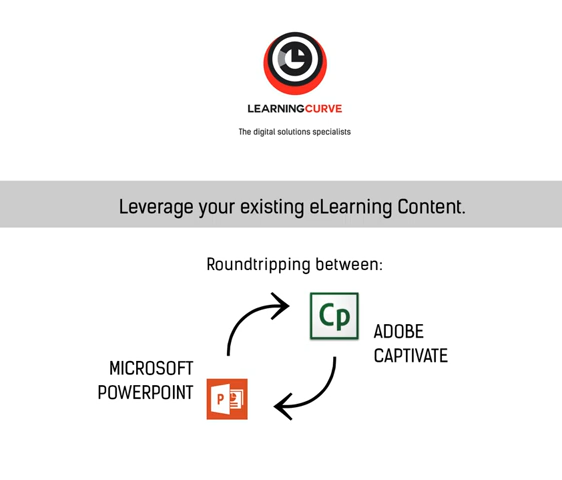 LEARNINGCURVE
The digital solutions specialists
Leverage your existing eLearning Content.
Roundtripping between:
Cp
ADOBE
CAPTIVATE
MICROSOFT
POWERPOINT
P